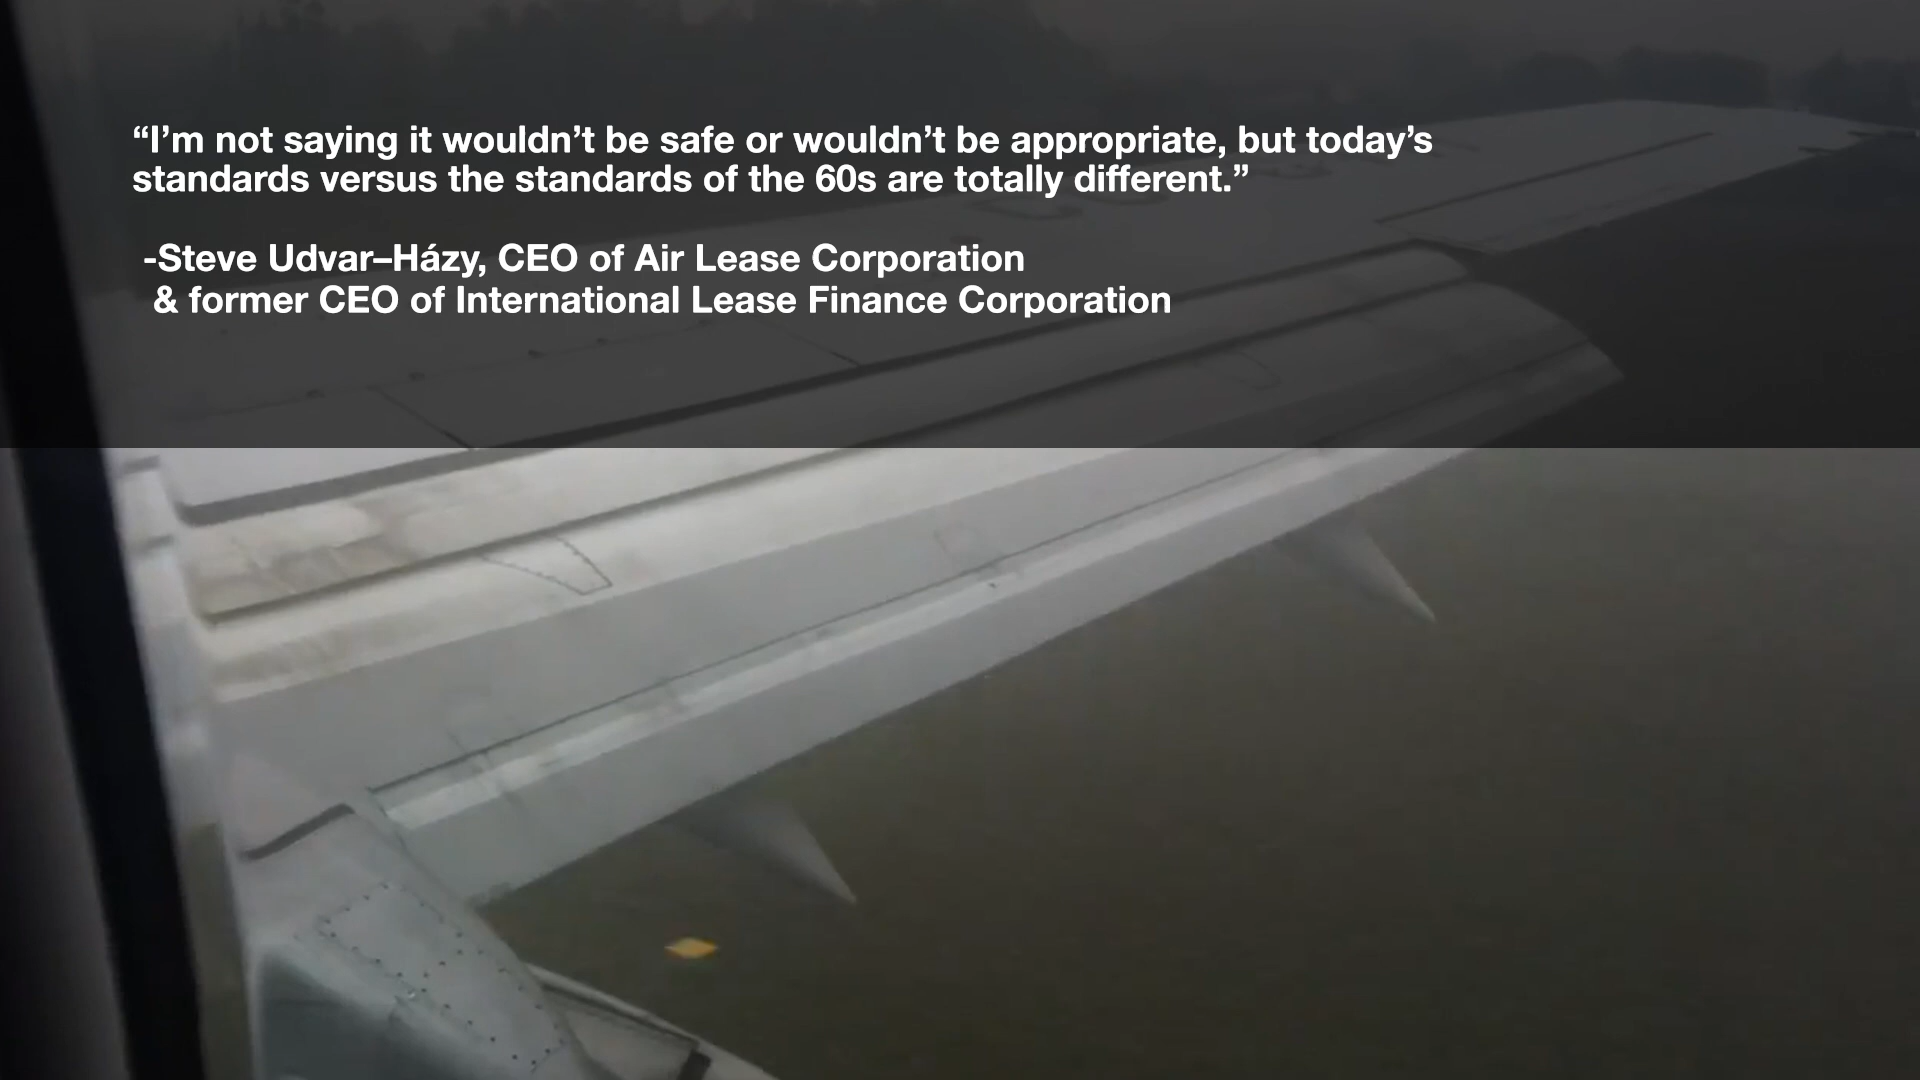 “I’m not saying it wouldn’t be safe or wouldn’t be appropriate, but today’s
standards versus the standards of the 60s are totally different.”
-Steve Udvar–Házy, CEO of Air Lease Corporation
& former CEO of International Lease Finance Corporation